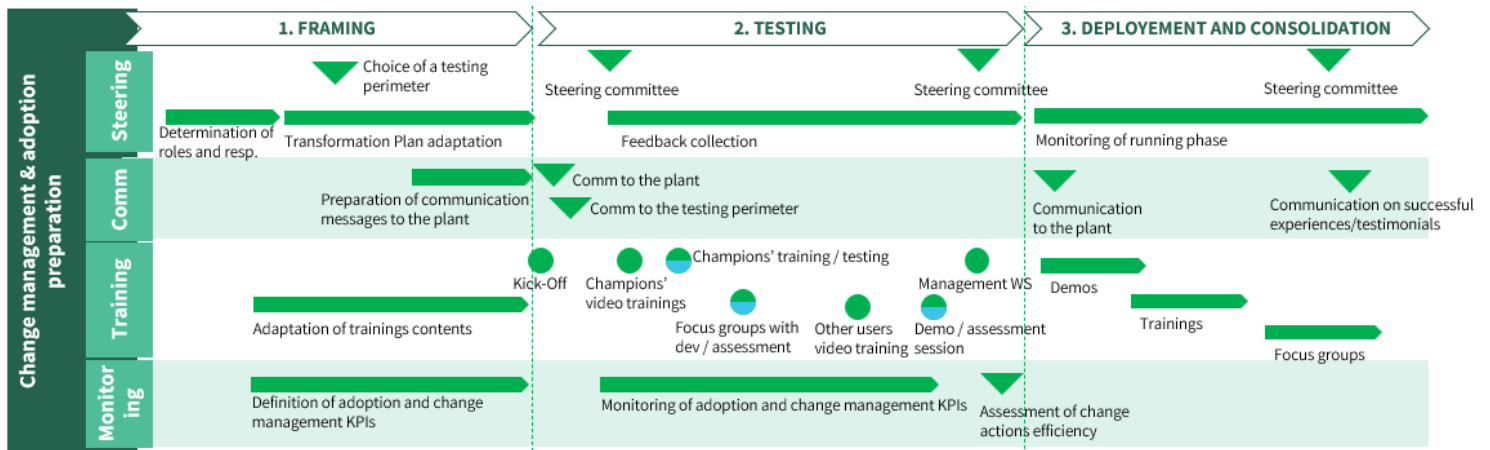 Change management & adoption
preparation
1. FRAMING
2. TESTING
3. DEPLOYEMENT AND CONSOLIDATION
Steering
Choice of a testing
perimeter
Steering committee
Steering committee
Steering committee
Determination of
roles and resp.
Transformation Plan adaptation
Feedback collection
Monitoring of running phase
Comm
Preparation of communication
messages to the plant
Comm to the plant
Comm to the testing perimeter
Communication
to the plant
Communication on successful
experiences/testimonials
Training
Kick-Off
Champions'
video trainings
Champions' training / testing
Management WS
Demos
Adaptation of trainings contents
Focus groups with
dev / assessment
Other users
video training
Demo / assessment
session
Trainings
Focus groups
Monitor
ing
Definition of adoption and change
management KPIs
Monitoring of adoption and change management KPIs
Assessment of change
actions efficiency